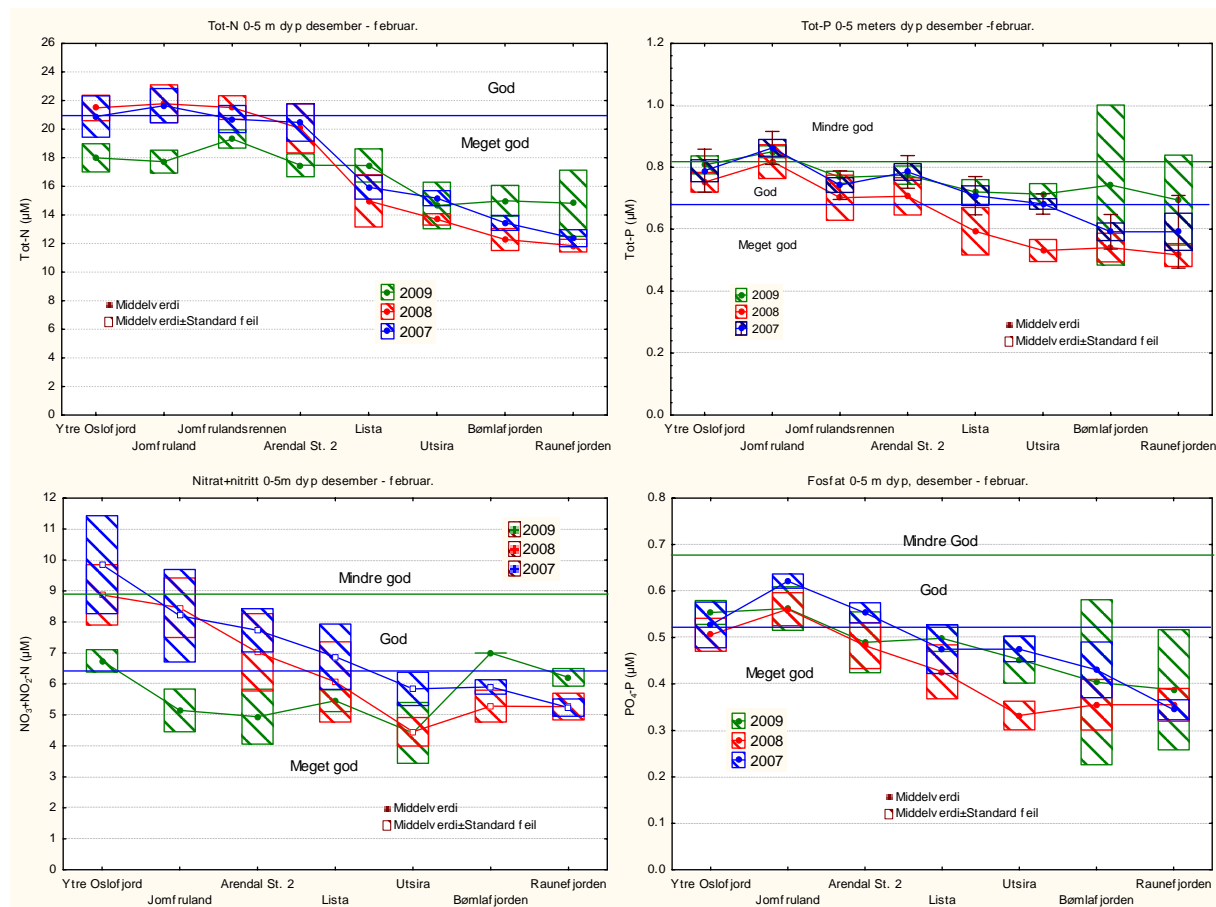 Tot-N 0-5 m dyp desember - februar.
26
24
22
20
18
16
14
12
10
8
6
4
2
0
Tot-N (µM)
God
Meget god
Middelverdi
Middelverdi±Standard feil
2009
2008
2007
Ytre Oslofjord
Jomfruland
Jomfrulandsrennen
Arendal St. 2
Lista
Utsira
Bømlafjorden
Raunefjorden
Tot-P 0-5 meters dyp desember -februar.
1.2
1.0
0.8
0.6
0.4
0.2
0.0
Tot-P (µM)
Mindre god
God
Meget god
2009
2008
2007
Middelverdi
Middelverdi±Standard feil
Ytre Oslofjord
Jomfruland
Jomfrulandsrennen
Arendal St. 2
Lista
Utsira
Bømlafjorden
Raunefjorden
Nitrat+nitritt 0-5m dyp desember - februar.
12
11
10
9
8
7
6
5
4
3
2
1
0
NO3+NO2-N (µM)
2009
2008
2007
Mindre god
God
Meget god
Middelverdi
Middelverdi±Standard feil
Ytre Oslofjord
Jomfruland
Arendal St. 2
Lista
Utsira
Bømlafjorden
Raunefjorden
Fosfat 0-5 m dyp, desember - februar.
0.8
0.7
0.6
0.5
0.4
0.3
0.2
0.1
0.0
PO4-P (µM)
Mindre God
God
Meget god
2009
2008
2007
Middelverdi
Middelverdi±Standard feil
Ytre Oslofjord
Jomfruland
Arendal St. 2
Lista
Utsira
Bømlafjorden
Raunefjorden